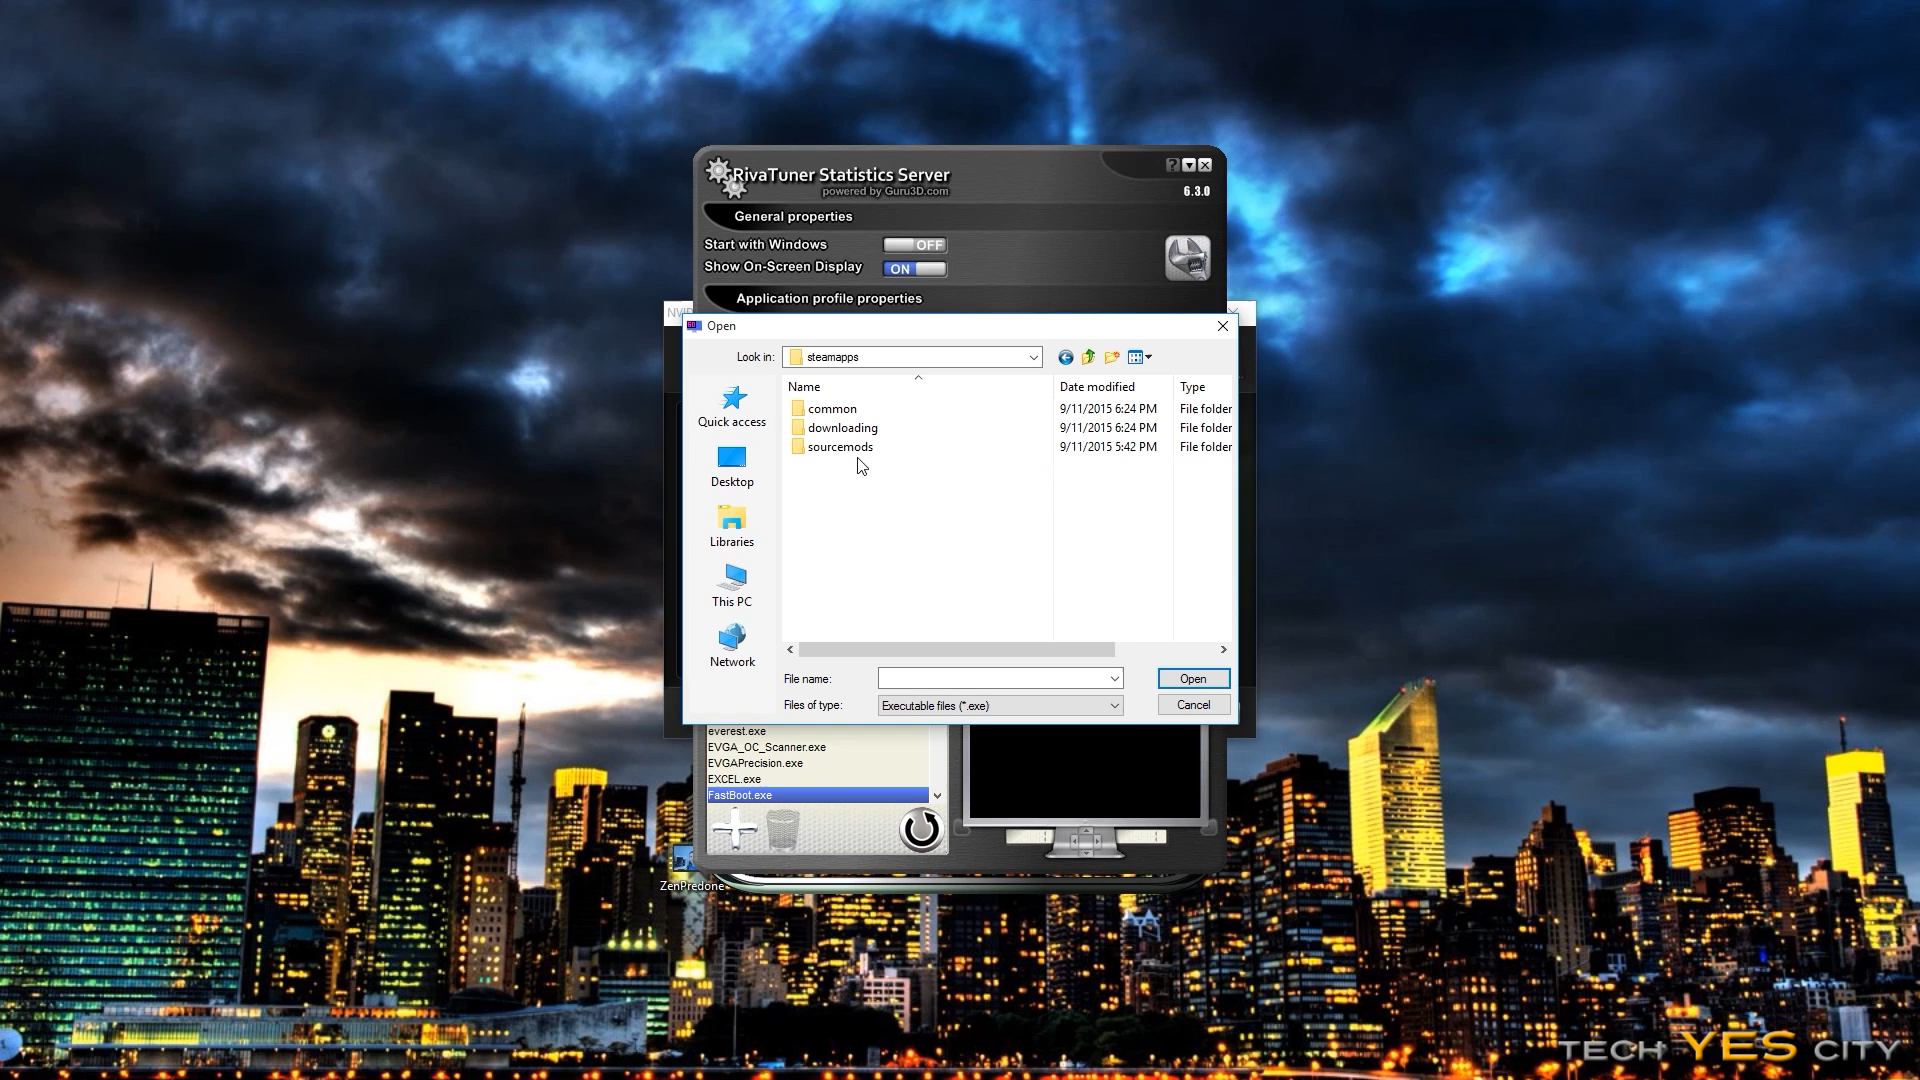 RivaTuner Statistics Server
powered by Guru3D.com
6.3.0
General properties
Start with Windows OFF
Show On-Screen Display ON
Application profile properties
Open
Look in: steamapps
Name Date modified Type
common 9/11/2015 6:24 PM File folder
downloading 9/11/2015 6:24 PM File folder
sourcemods 9/11/2015 5:42 PM File folder
Quick access
Desktop
Libraries
This PC
Network
File name: Open
Files of type: Executable files (*.exe) Cancel
everest.exe
EVGA_OC_Scanner.exe
EVGAPrecision.exe
EXCEL.exe
FastBoot.exe
ZenPredone
TECH YES CITY